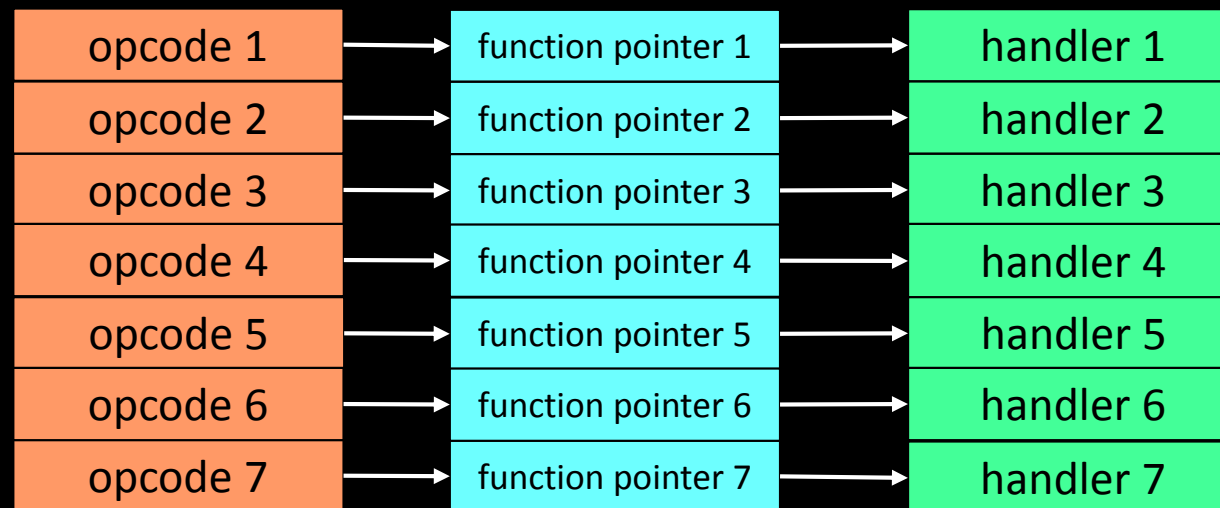 opcode 1 function pointer 1 handler 1
opcode 2 function pointer 2 handler 2
opcode 3 function pointer 3 handler 3
opcode 4 function pointer 4 handler 4
opcode 5 function pointer 5 handler 5
opcode 6 function pointer 6 handler 6
opcode 7 function pointer 7 handler 7